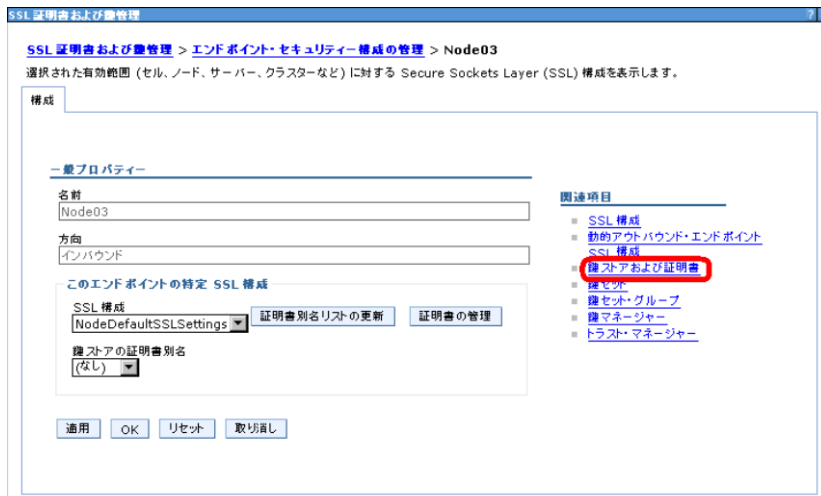 SSL 証明書および鍵管理
?
SSL 証明書および鍵管理 > エンドポイント・セキュリティー構成の管理 > Node03
選択された有効範囲 (セル、ノード、サーバー、クラスターなど) に対する Secure Sockets Layer (SSL) 構成を表示します。
構成
一般プロパティー
名前
Node03
方向
インバウンド
このエンドポイントの特定 SSL 構成
SSL 構成
NodeDefaultSSLSettings
証明書別名リストの更新
証明書の管理
鍵ストアの証明書別名
(なし)
適用
OK
リセット
取り消し
関連項目
SSL 構成
動的アウトバウンド・エンドポイント
SSL 構成
鍵ストアおよび証明書
鍵セット
鍵セット・グループ
鍵マネージャー
トラスト・マネージャー